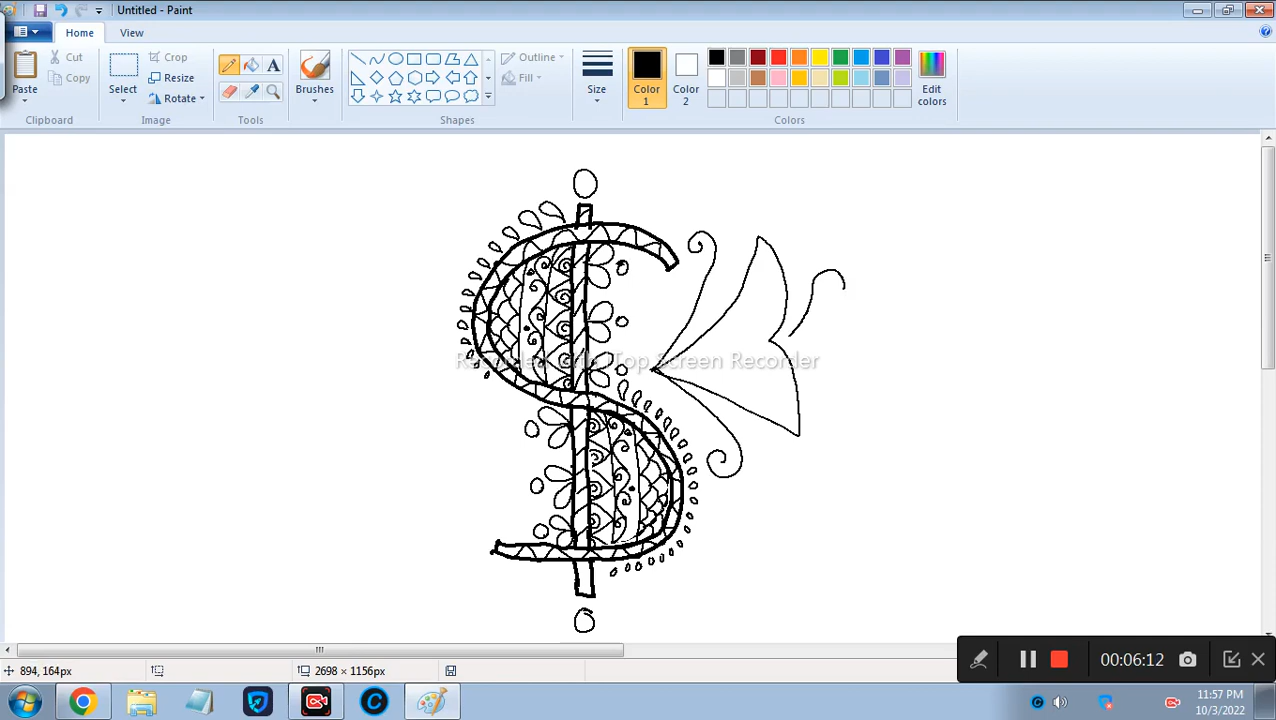 Untitled - Paint
Home View
Paste
Cut
Copy
Clipboard
Select
Crop
Resize
Rotate
Image
Tools
Brushes
Shapes
Outline
Fill
Size
Color
1
Color
2
Colors
Edit
colors
$
Screen Recorder
894, 164px
2698 × 1156px
00:06:12
11:57 PM
10/3/2022